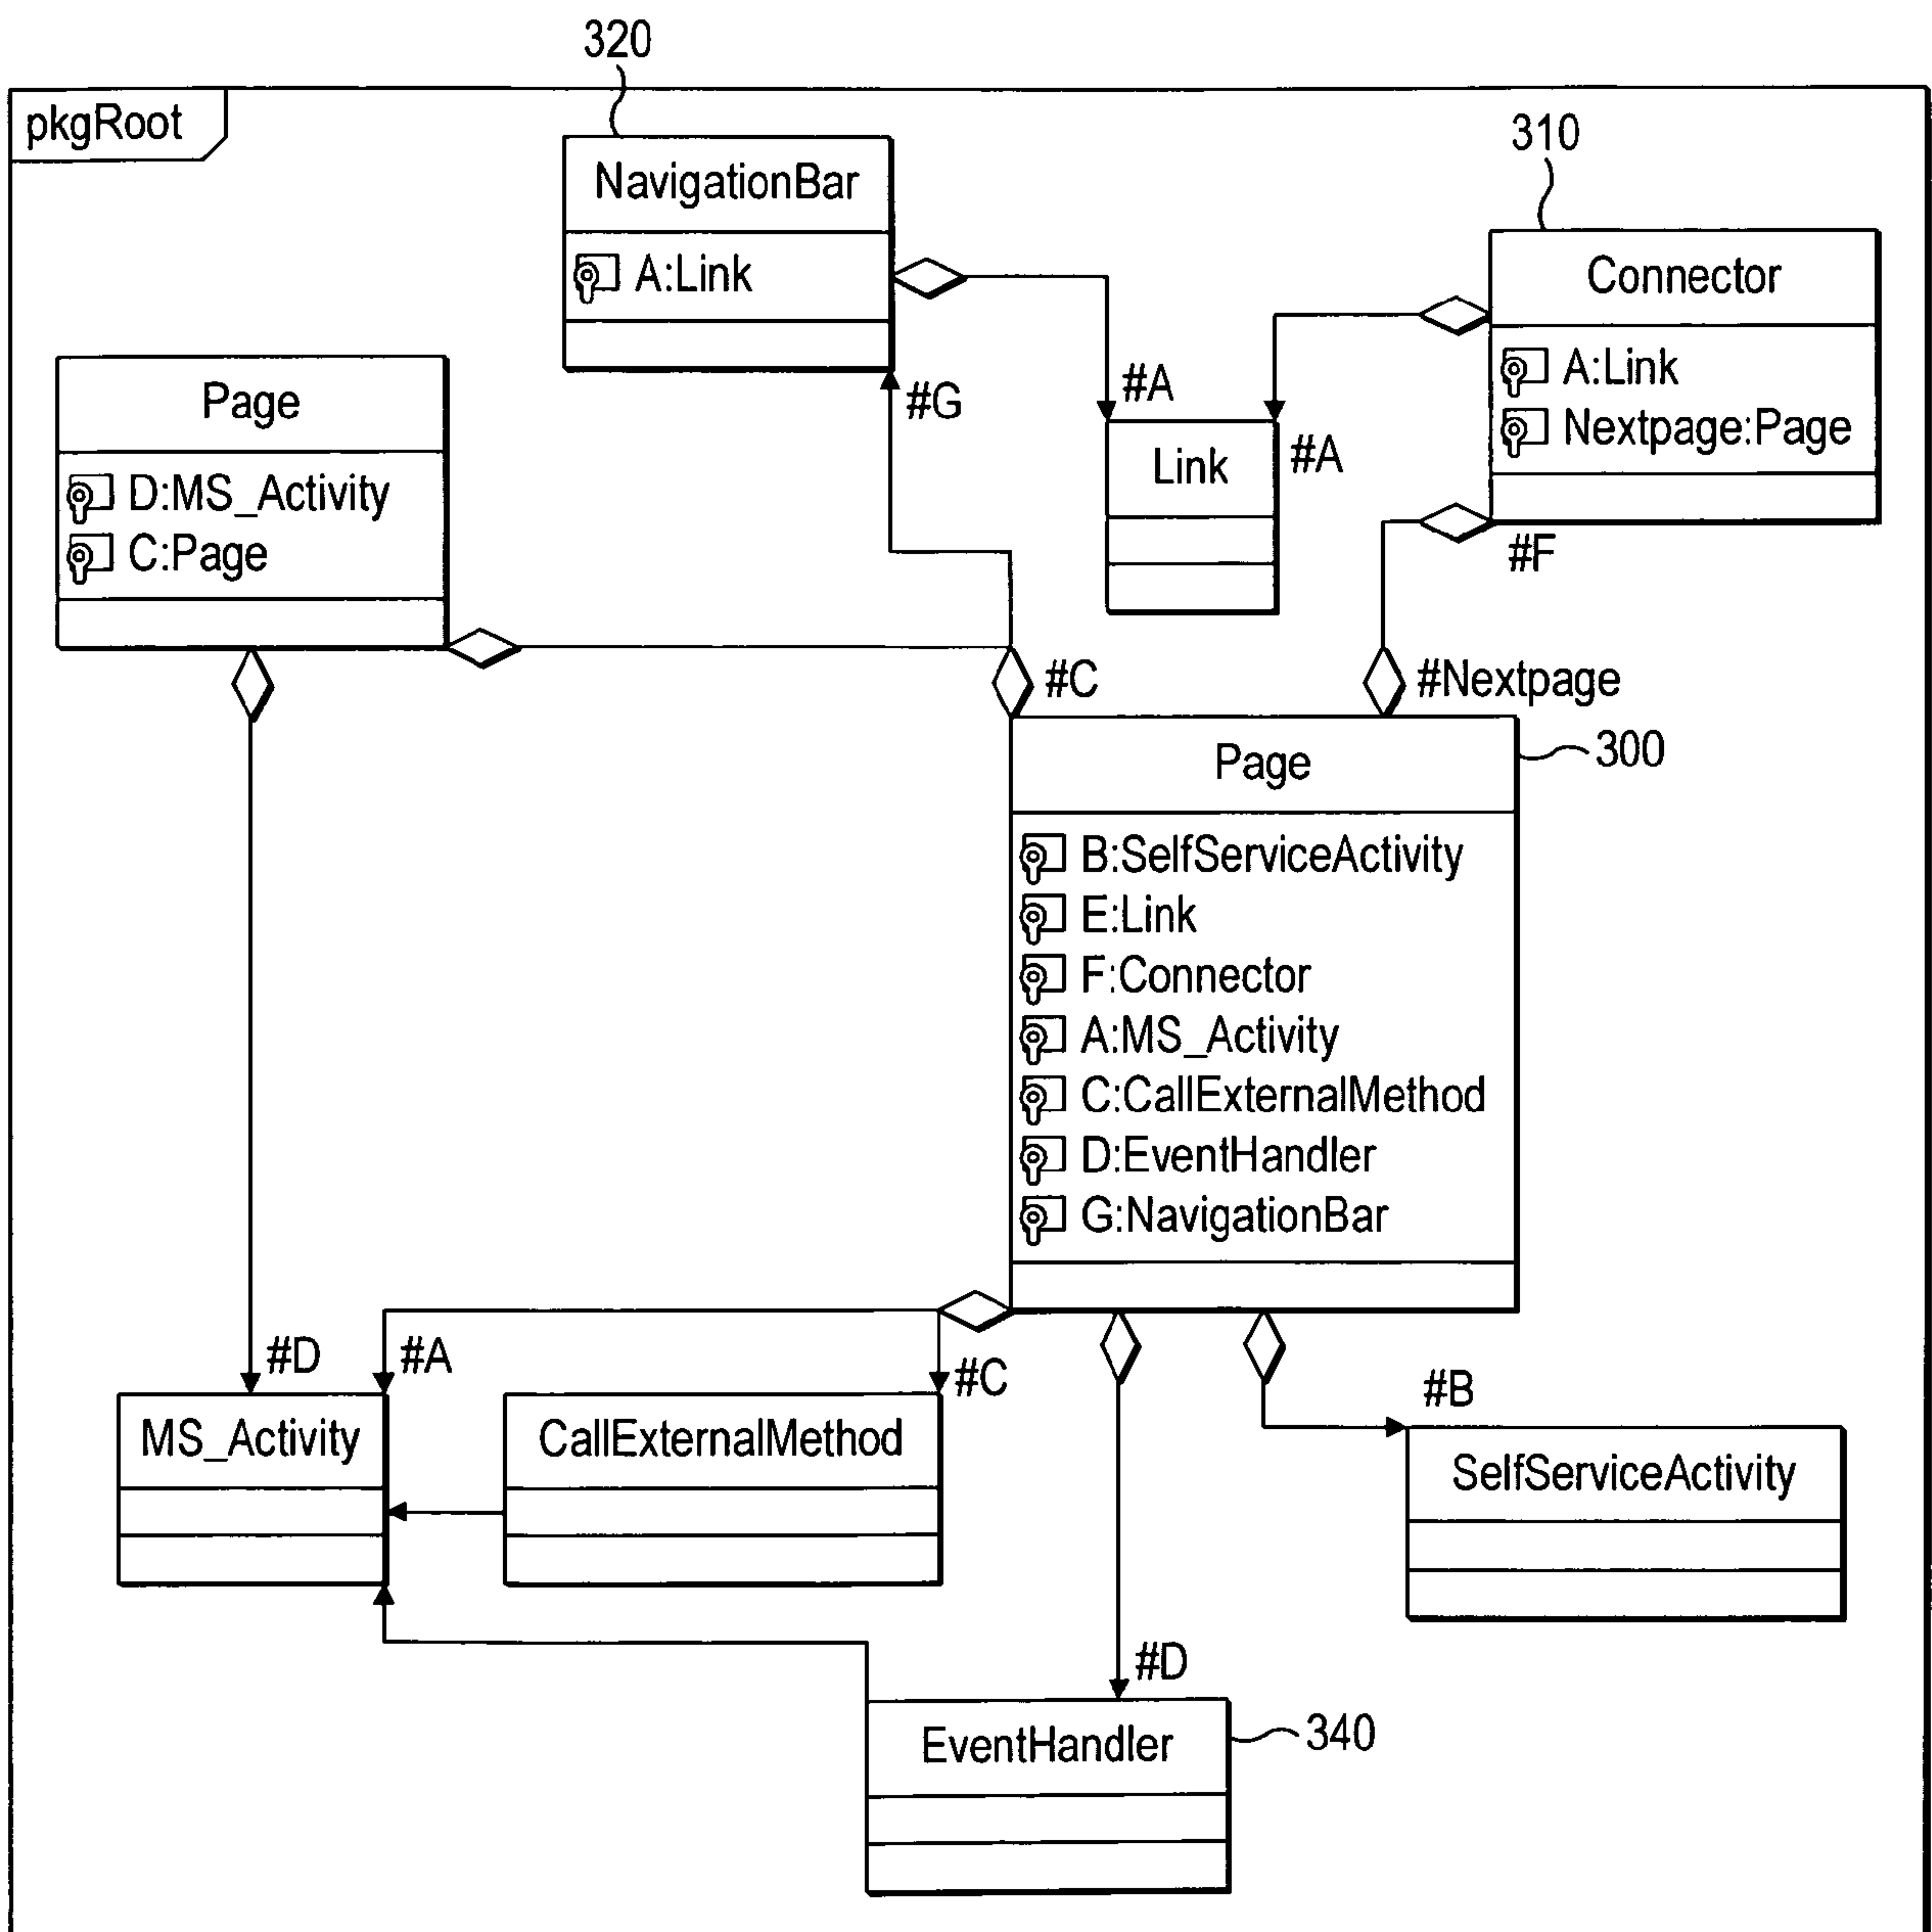 320
pkgRoot
310
NavigationBar
A:Link
Connector
A:Link
Nextpage:Page
#G
#A
Page
D:MS_Activity
C:Page
Link
#A
#F
#C
#Nextpage
300
Page
B:SelfServiceActivity
E:Link
F:Connector
A:MS_Activity
C:CallExternalMethod
D:EventHandler
G:NavigationBar
#D
#A
#C
#B
MS_Activity
CallExternalMethod
SelfServiceActivity
#D
EventHandler
340